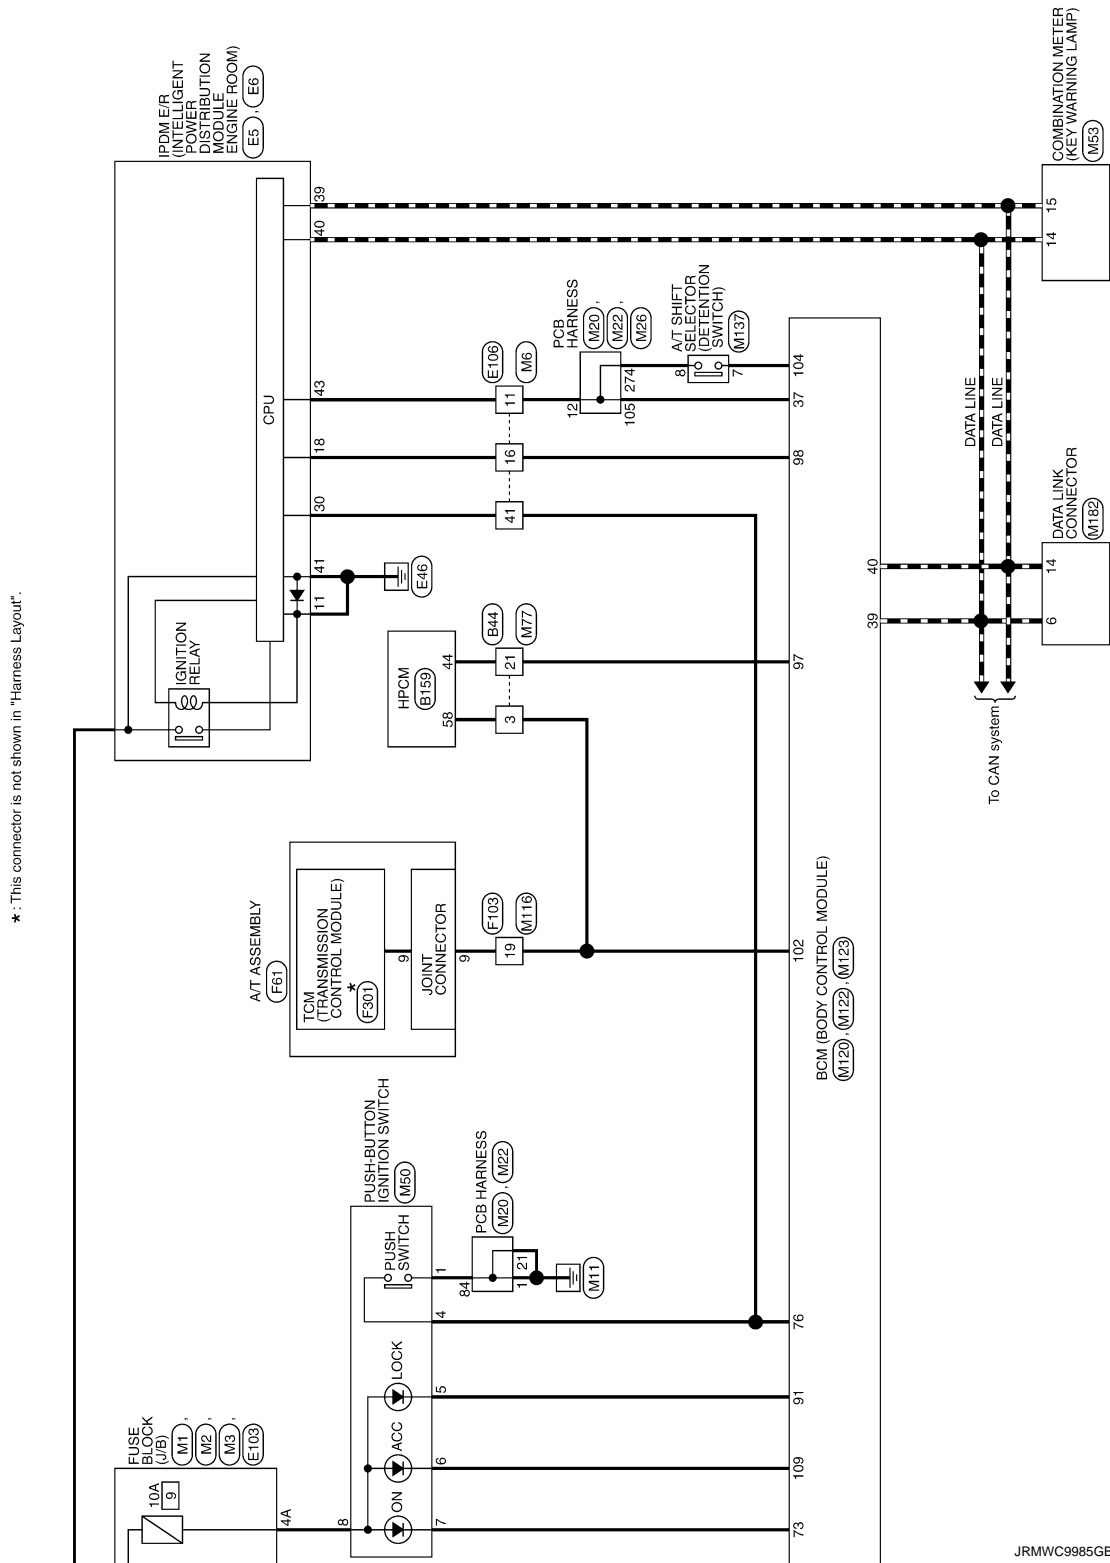 ★ : This connector is not shown in "Harness Layout".
FUSE
BLOCK
(J/B)
M1 ,
M2 ,
M3 ,
E103
10A
9
4A
8
PUSH-BUTTON
IGNITION SWITCH
M50
ON
ACC
LOCK
PUSH
SWITCH
7
6
5
4
1
PCB HARNESS
M20 , M22
84
1
21
M11
A/T ASSEMBLY
F61
TCM
(TRANSMISSION
CONTROL MODULE)
★
F301
9
JOINT
CONNECTOR
9
F103
19
M116
IGNITION
RELAY
HPCM
B159
58
44
B44
M77
3
21
IPDM E/R
(INTELLIGENT
POWER
DISTRIBUTION
MODULE
ENGINE ROOM)
E5 , E6
CPU
11
41
30
18
43
40
39
E46
E106
M6
41
16
11
PCB
HARNESS
M20 ,
M22 ,
M26
12
105
274
A/T SHIFT
SELECTOR
(DETENTION
SWITCH)
M137
8
7
73
109
91
76
102
97
98
37
104
BCM (BODY CONTROL MODULE)
M120 , M122 , M123
39
40
To CAN system
DATA LINE
DATA LINE
DATA LINK
CONNECTOR
M182
6
14
COMBINATION METER
(KEY WARNING LAMP)
M53
14
15
JRMWC9985GB